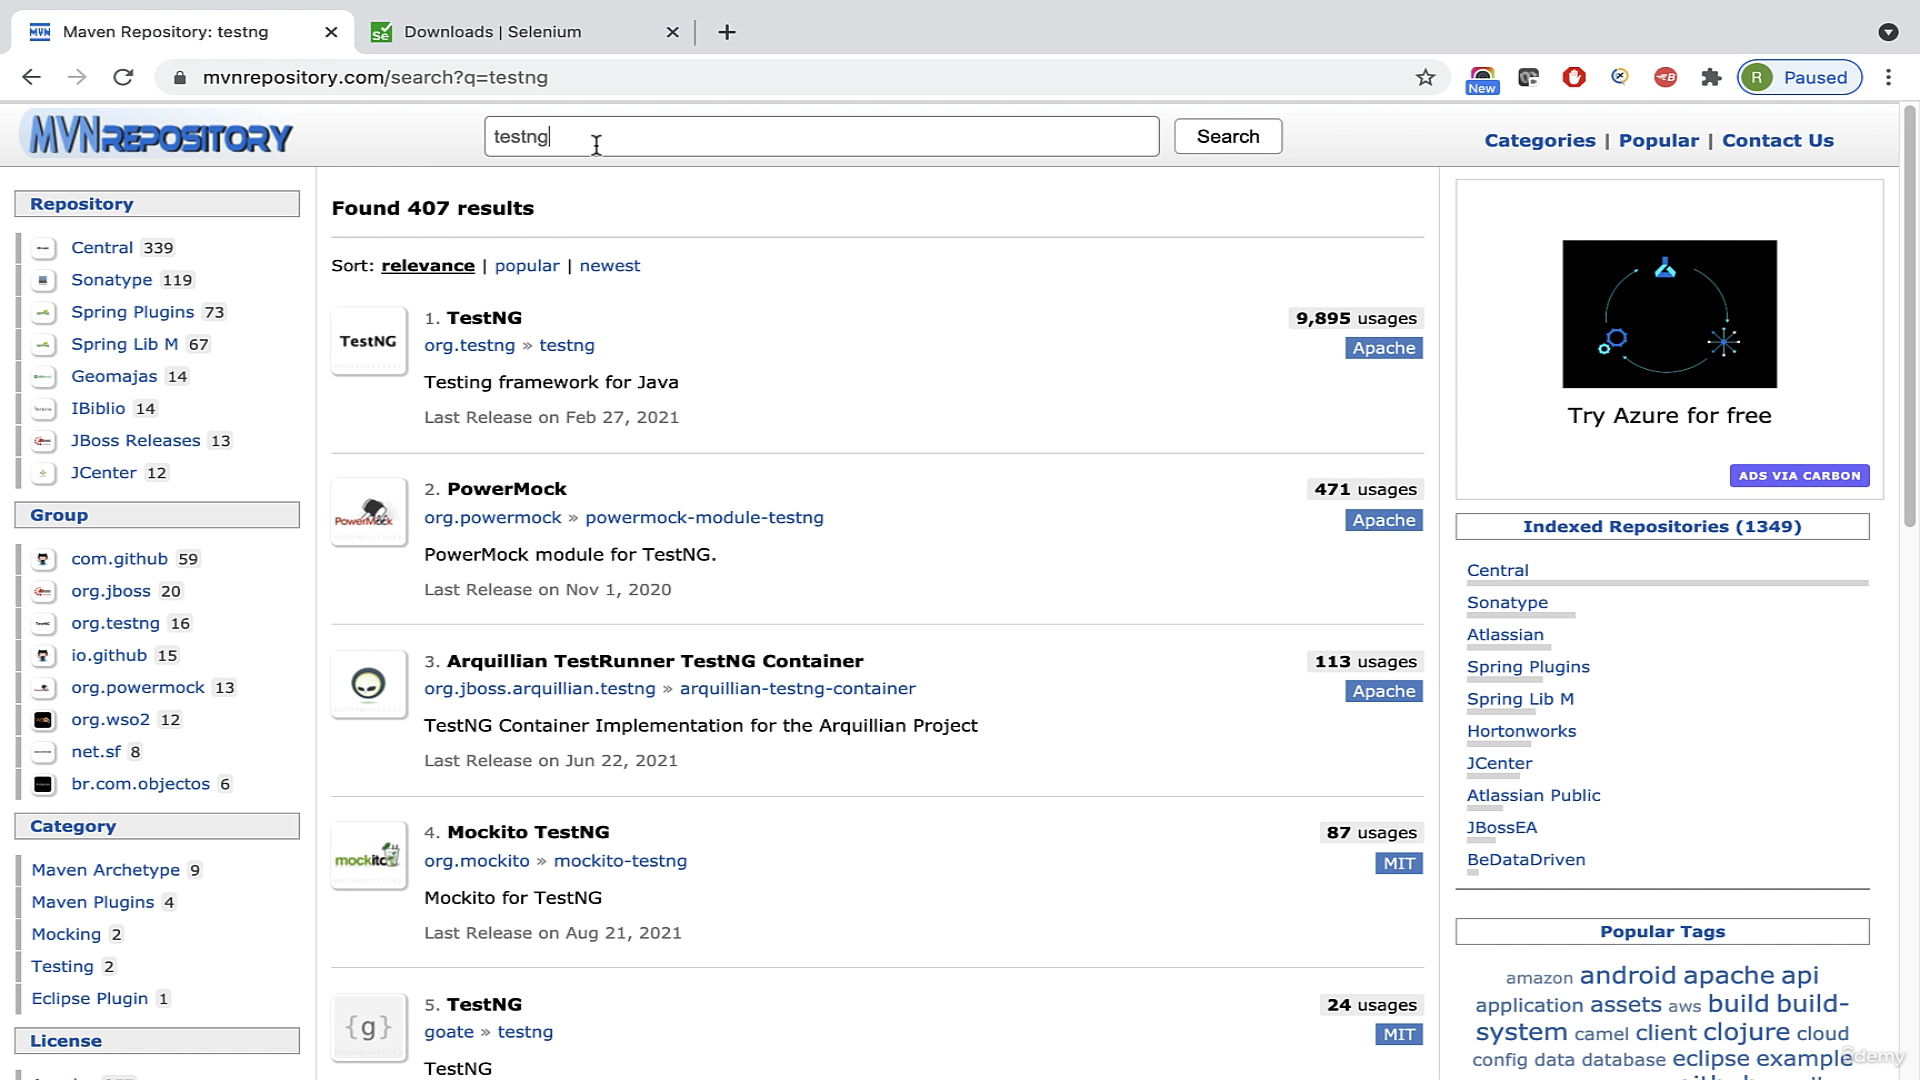 Maven Repository: testng
Downloads | Selenium
mvnrepository.com/search?q=testng
New
R Paused
MVNREPOSITORY
testng
Search
Categories | Popular | Contact Us
Repository
Central 339
Sonatype 119
Spring Plugins 73
Spring Lib M 67
Geomajas 14
IBiblio 14
JBoss Releases 13
JCenter 12
Group
com.github 59
org.jboss 20
org.testng 16
io.github 15
org.powermock 13
org.wso2 12
net.sf 8
br.com.objectos 6
Category
Maven Archetype 9
Maven Plugins 4
Mocking 2
Testing 2
Eclipse Plugin 1
License
Found 407 results
Sort: relevance | popular | newest
TestNG
1. TestNG
9,895 usages
org.testng » testng
Apache
Testing framework for Java
Last Release on Feb 27, 2021
PowerMock
2. PowerMock
471 usages
org.powermock » powermock-module-testng
Apache
PowerMock module for TestNG.
Last Release on Nov 1, 2020
3. Arquillian TestRunner TestNG Container
113 usages
org.jboss.arquillian.testng » arquillian-testng-container
Apache
TestNG Container Implementation for the Arquillian Project
Last Release on Jun 22, 2021
mockito
4. Mockito TestNG
87 usages
org.mockito » mockito-testng
MIT
Mockito for TestNG
Last Release on Aug 21, 2021
{g}
5. TestNG
24 usages
goate » testng
MIT
TestNG
Try Azure for free
ADS VIA CARBON
Indexed Repositories (1349)
Central
Sonatype
Atlassian
Spring Plugins
Spring Lib M
Hortonworks
JCenter
Atlassian Public
JBossEA
BeDataDriven
Popular Tags
amazon android apache api
application assets aws build build-
system camel client clojure cloud
config data database eclipse example
udemy